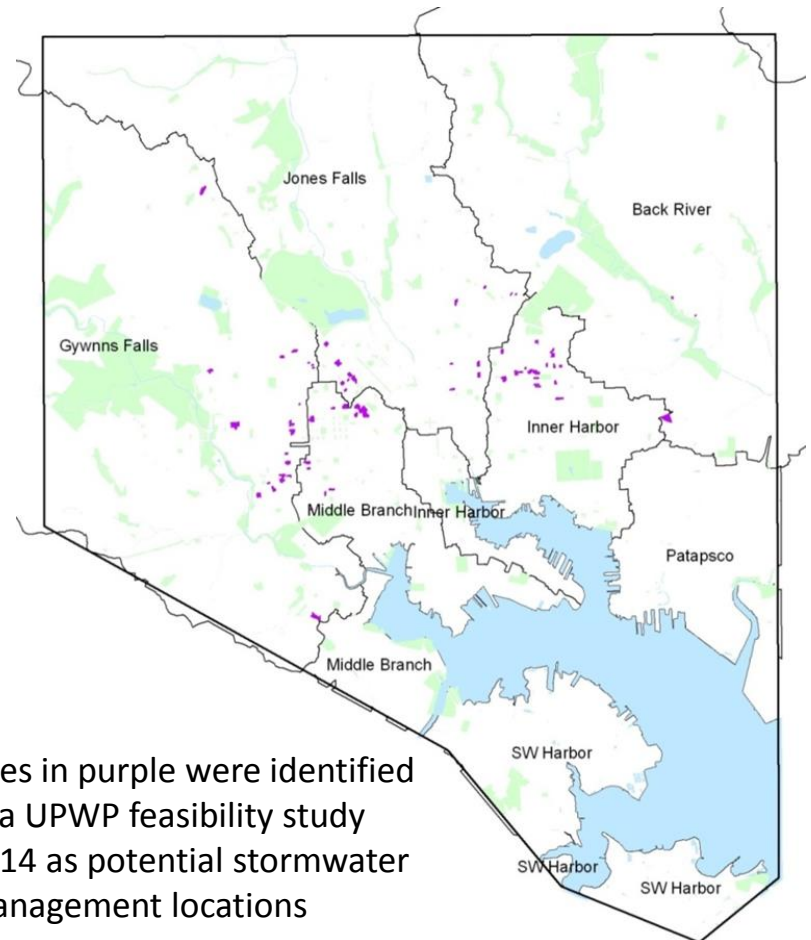 Jones Falls
Back River
Gywnns Falls
Inner Harbor
Middle Branch
Inner Harbor
Patapsco
Middle Branch
SW Harbor
SW Harbor
SW Harbor
es in purple were identified
a UPWP feasibility study
14 as potential stormwater
anagement locations